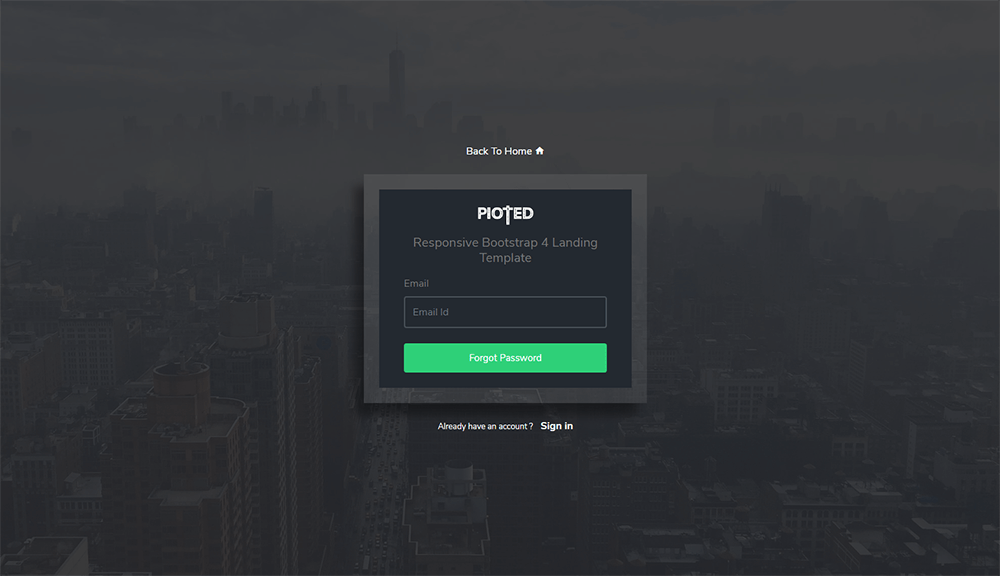 Back To Home
PIOTED
Responsive Bootstrap 4 Landing
Template
Email
Email Id
Forgot Password
Already have an account ? Sign in